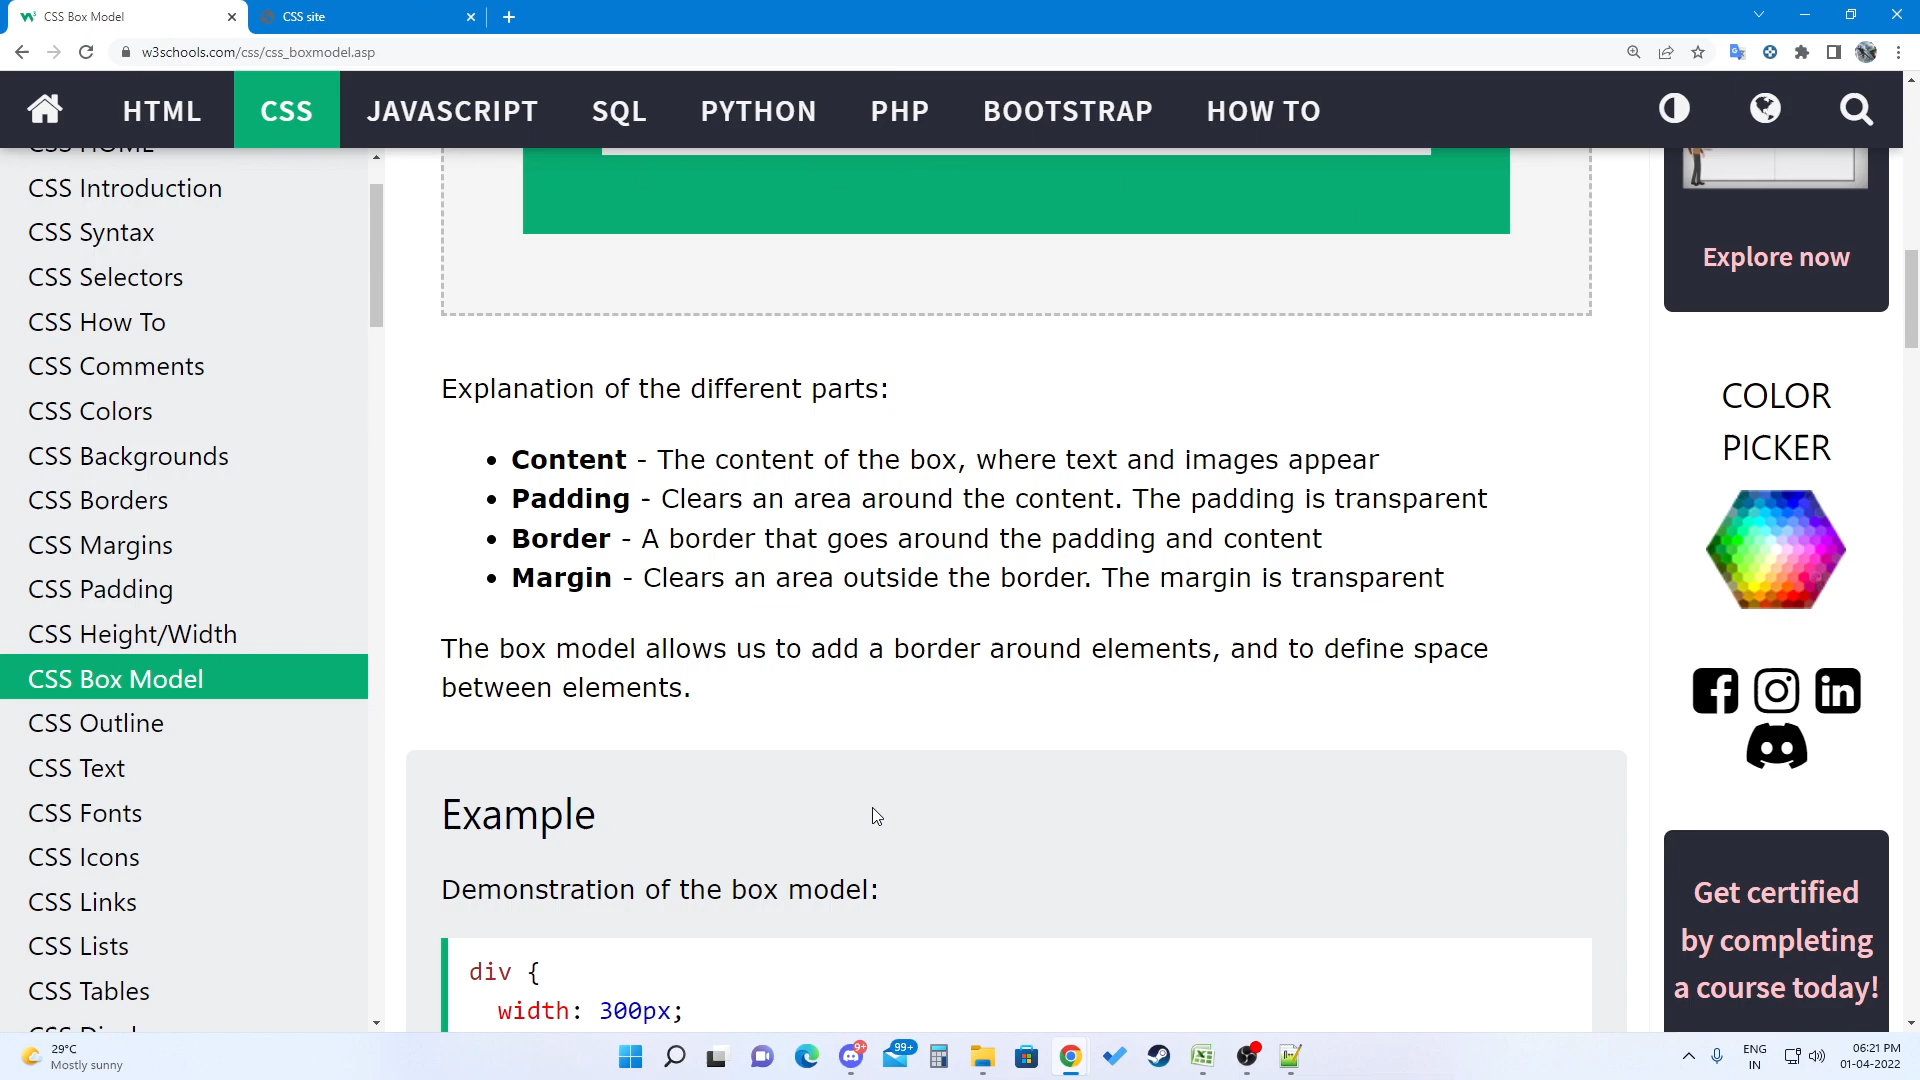 CSS Box Model
CSS site
w3schools.com/css/css_boxmodel.asp
HTML CSS JAVASCRIPT SQL PYTHON PHP BOOTSTRAP HOW TO
CSS HOME
CSS Introduction
CSS Syntax
CSS Selectors
CSS How To
CSS Comments
CSS Colors
CSS Backgrounds
CSS Borders
CSS Margins
CSS Padding
CSS Height/Width
CSS Box Model
CSS Outline
CSS Text
CSS Fonts
CSS Icons
CSS Links
CSS Lists
CSS Tables
Explanation of the different parts:
• Content - The content of the box, where text and images appear
• Padding - Clears an area around the content. The padding is transparent
• Border - A border that goes around the padding and content
• Margin - Clears an area outside the border. The margin is transparent
The box model allows us to add a border around elements, and to define space
between elements.
Example
Demonstration of the box model:
div {
width: 300px;
Explore now
COLOR
PICKER
Get certified
by completing
a course today!
29°C
Mostly sunny
9+
99+
ENG
IN
06:21 PM
01-04-2022